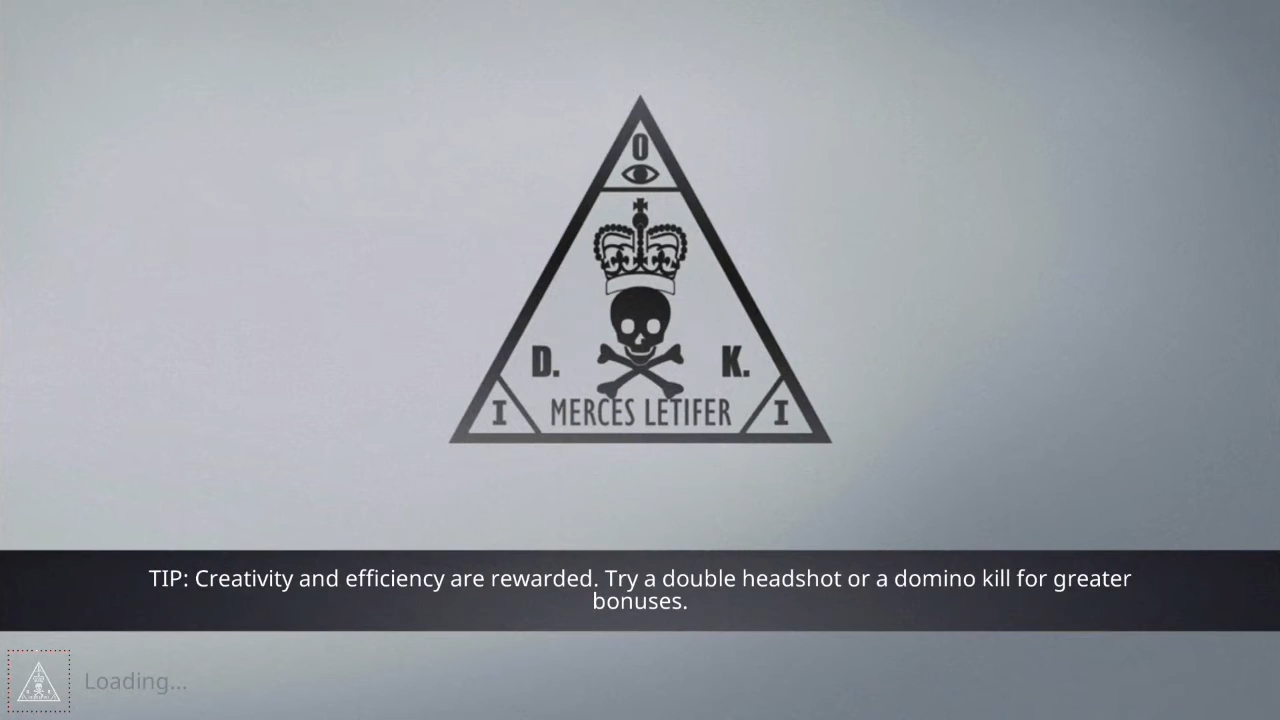 O
D. K.
I MERCES LETIFER I
TIP: Creativity and efficiency are rewarded. Try a double headshot or a domino kill for greater
bonuses.
Loading...